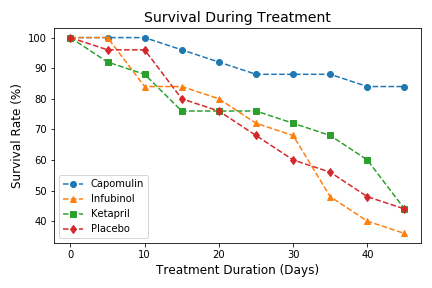 Survival During Treatment
100
90
80
70
60
50
40
Survival Rate (%)
Capomulin
Infubinol
Ketapril
Placebo
0
10
20
30
40
Treatment Duration (Days)